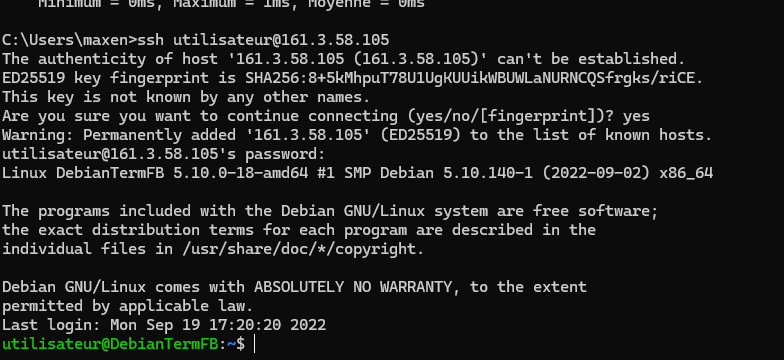 Minimum = 0ms, Maximum = 1ms, Moyenne = 0ms
C:\Users\maxen>ssh utilisateur@161.3.58.105
The authenticity of host '161.3.58.105 (161.3.58.105)' can't be established.
ED25519 key fingerprint is SHA256:8+5kMhpuT78U1UgKUUikWBUWLaNURNCQSfrgks/riCE.
This key is not known by any other names.
Are you sure you want to continue connecting (yes/no/[fingerprint])? yes
Warning: Permanently added '161.3.58.105' (ED25519) to the list of known hosts.
utilisateur@161.3.58.105's password:
Linux DebianTermFB 5.10.0-18-amd64 #1 SMP Debian 5.10.140-1 (2022-09-02) x86_64
The programs included with the Debian GNU/Linux system are free software;
the exact distribution terms for each program are described in the
individual files in /usr/share/doc/*/copyright.
Debian GNU/Linux comes with ABSOLUTELY NO WARRANTY, to the extent
permitted by applicable law.
Last login: Mon Sep 19 17:20:20 2022
utilisateur@DebianTermFB:~$